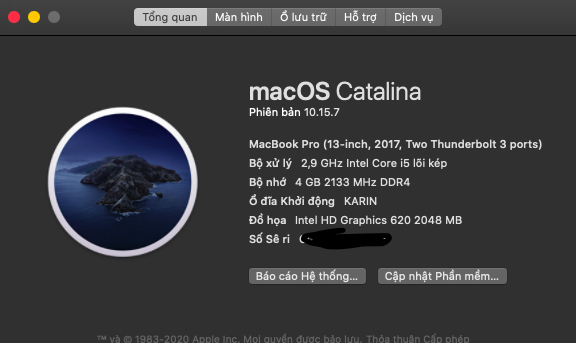 Tổng quan Màn hình Ổ lưu trữ Hỗ trợ Dịch vụ
macOS Catalina
Phiên bản 10.15.7
MacBook Pro (13-inch, 2017, Two Thunderbolt 3 ports)
Bộ xử lý 2,9 GHz Intel Core i5 lõi kép
Bộ nhớ 4 GB 2133 MHz DDR4
Ổ đĩa Khởi động KARIN
Đồ họa Intel HD Graphics 620 2048 MB
Số Sê ri
Báo cáo Hệ thống... Cập nhật Phần mềm...
™ và © 1983-2020 Apple Inc. Mọi quyền được bảo lưu. Thỏa thuận Cấp phép